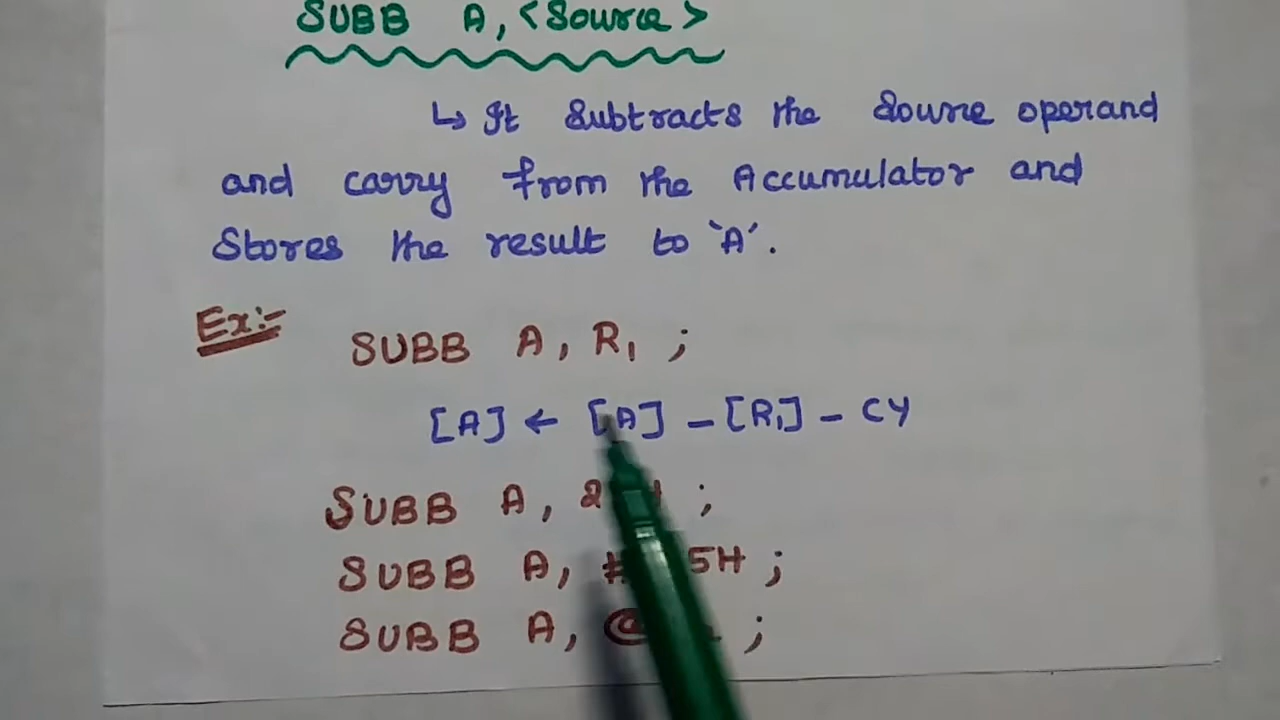 SUBB A, <Source>
↳ It Subtracts the Source operand
and carry from the Accumulator and
Stores the result to 'A'.
Ex:-
SUBB A, R1 ;
[A] ← [A] - [R1] - CY
SUBB A, ;
SUBB A, ;
SUBB A, ;